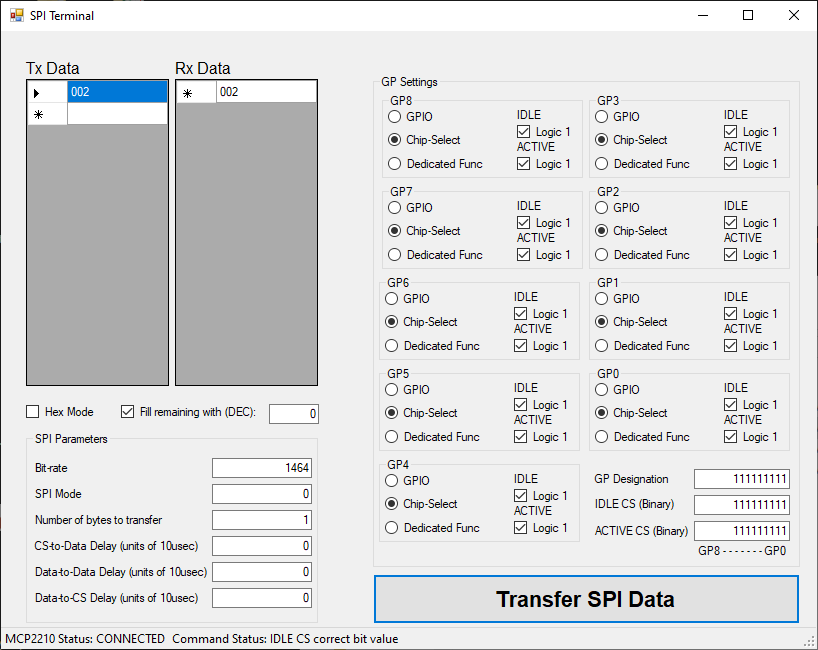 SPI Terminal
Tx Data
Rx Data
002
002
Hex Mode
Fill remaining with (DEC):
0
SPI Parameters
Bit-rate
1464
SPI Mode
0
Number of bytes to transfer
1
CS-to-Data Delay (units of 10usec)
0
Data-to-Data Delay (units of 10usec)
0
Data-to-CS Delay (units of 10usec)
0
GP Settings
GP8
GPIO
Chip-Select
Dedicated Func
IDLE
Logic 1
ACTIVE
Logic 1
GP3
GPIO
Chip-Select
Dedicated Func
IDLE
Logic 1
ACTIVE
Logic 1
GP7
GPIO
Chip-Select
Dedicated Func
IDLE
Logic 1
ACTIVE
Logic 1
GP2
GPIO
Chip-Select
Dedicated Func
IDLE
Logic 1
ACTIVE
Logic 1
GP6
GPIO
Chip-Select
Dedicated Func
IDLE
Logic 1
ACTIVE
Logic 1
GP1
GPIO
Chip-Select
Dedicated Func
IDLE
Logic 1
ACTIVE
Logic 1
GP5
GPIO
Chip-Select
Dedicated Func
IDLE
Logic 1
ACTIVE
Logic 1
GP0
GPIO
Chip-Select
Dedicated Func
IDLE
Logic 1
ACTIVE
Logic 1
GP4
GPIO
Chip-Select
Dedicated Func
IDLE
Logic 1
ACTIVE
Logic 1
GP Designation
111111111
IDLE CS (Binary)
111111111
ACTIVE CS (Binary)
111111111
GP8 - - - - - - - GP0
Transfer SPI Data
MCP2210 Status: CONNECTED Command Status: IDLE CS correct bit value